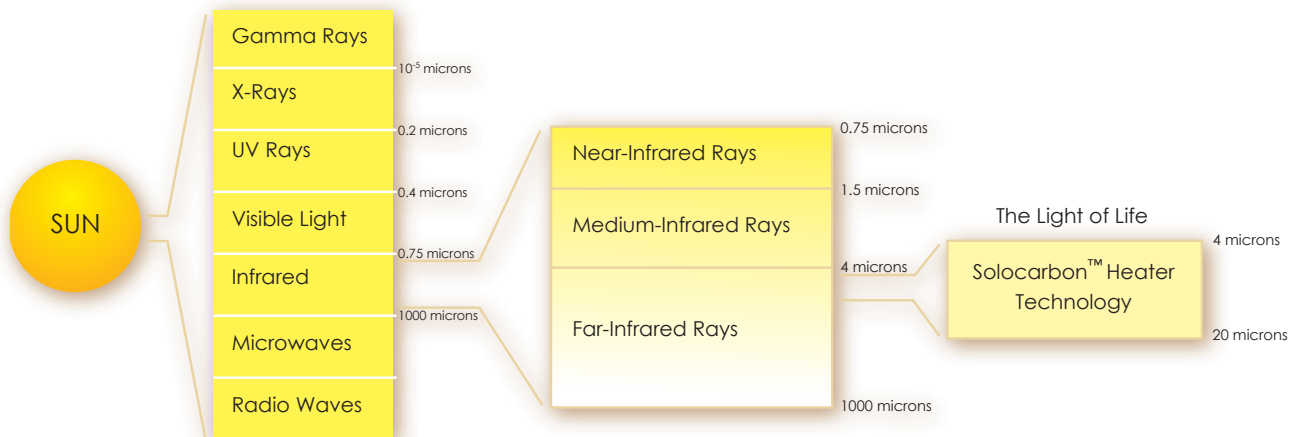 SUN
Gamma Rays
10⁻⁵ microns
X-Rays
0.2 microns
UV Rays
0.4 microns
Visible Light
0.75 microns
Infrared
1000 microns
Microwaves
Radio Waves
0.75 microns
Near-Infrared Rays
1.5 microns
Medium-Infrared Rays
4 microns
Far-Infrared Rays
1000 microns
The Light of Life
4 microns
Solocarbon™ Heater
Technology
20 microns